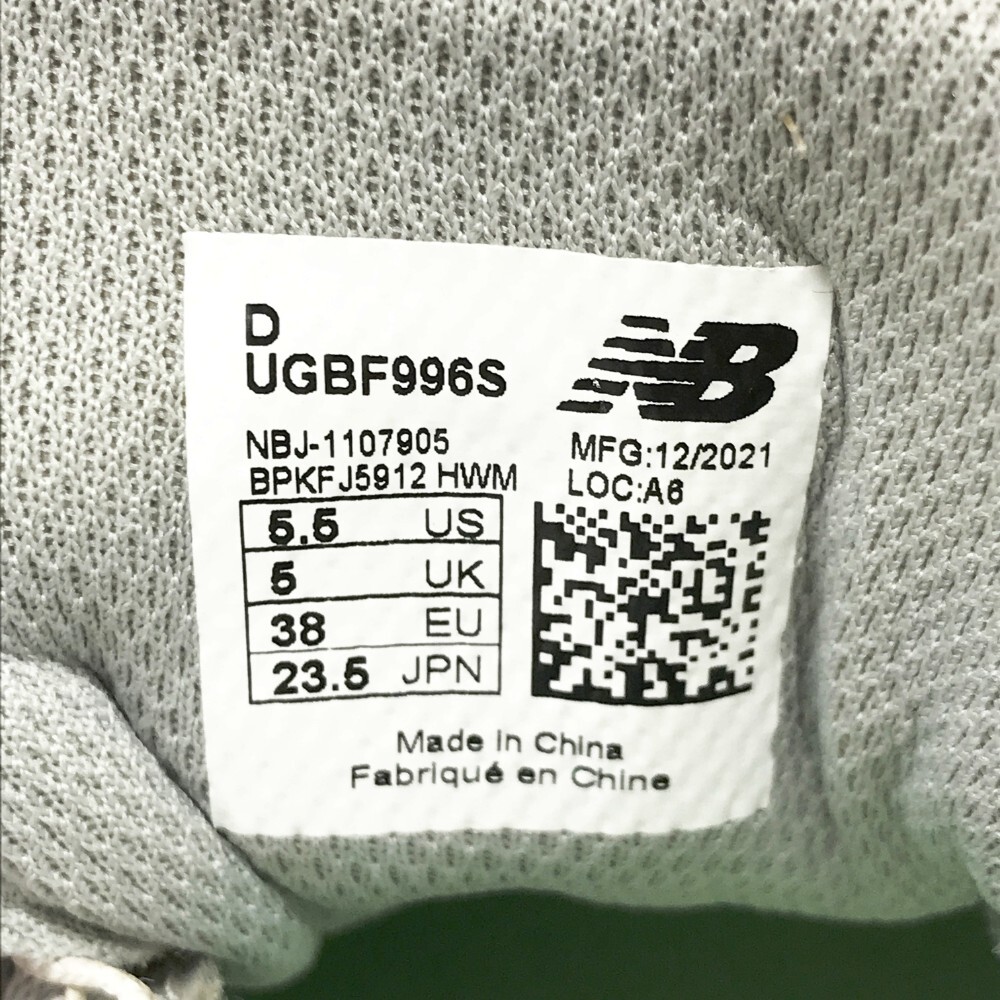 D
UGBF996S
NB
NBJ-1107905
BPKFJ5912 HWM
MFG:12/2021
LOC:A6
5.5 US
5 UK
38 EU
23.5 JPN
Made in China
Fabriqué en Chine